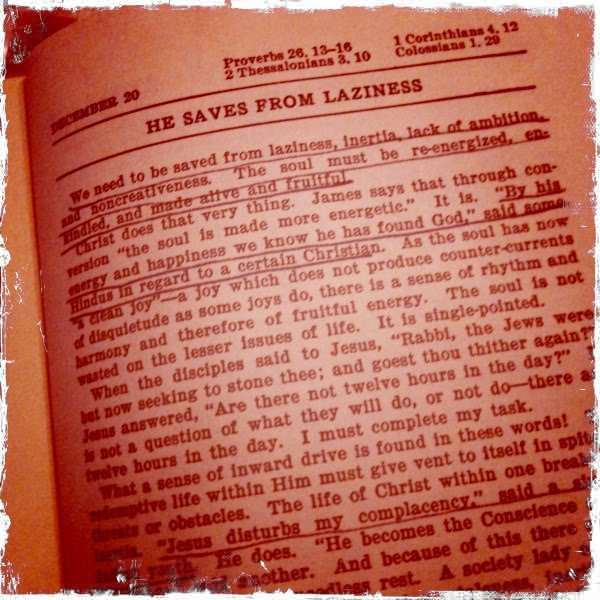 DECEMBER 20
Proverbs 26, 13–16
2 Thessalonians 3, 10
1 Corinthians 4, 12
Colossians 1, 29
HE SAVES FROM LAZINESS
We need to be saved from laziness, inertia, lack of ambition,
and noncreativeness. The soul must be re-energized, en-
kindled, and made alive and fruitful.
Christ does that very thing. James says that through con-
version "the soul is made more energetic." It is. "By his
energy and happiness we know he has found God," said some
Hindus in regard to a certain Christian. As the soul has now
"a clean joy"—a joy which does not produce counter-currents
of disquietude as some joys do, there is a sense of rhythm and
harmony and therefore of fruitful energy. The soul is not
wasted on the lesser issues of life. It is single-pointed.
When the disciples said to Jesus, "Rabbi, the Jews were
but now seeking to stone thee; and goest thou thither again?"
Jesus answered, "Are there not twelve hours in the day?"
is not a question of what they will do, or not do—there a
twelve hours in the day. I must complete my task.
What a sense of inward drive is found in these words!
redemptive life within Him must give vent to itself in spit
threats or obstacles. The life of Christ within one break
inertia. "Jesus disturbs my complacency," said a
He does. "He becomes the Conscience
another. And because of this there
rest. A society lady